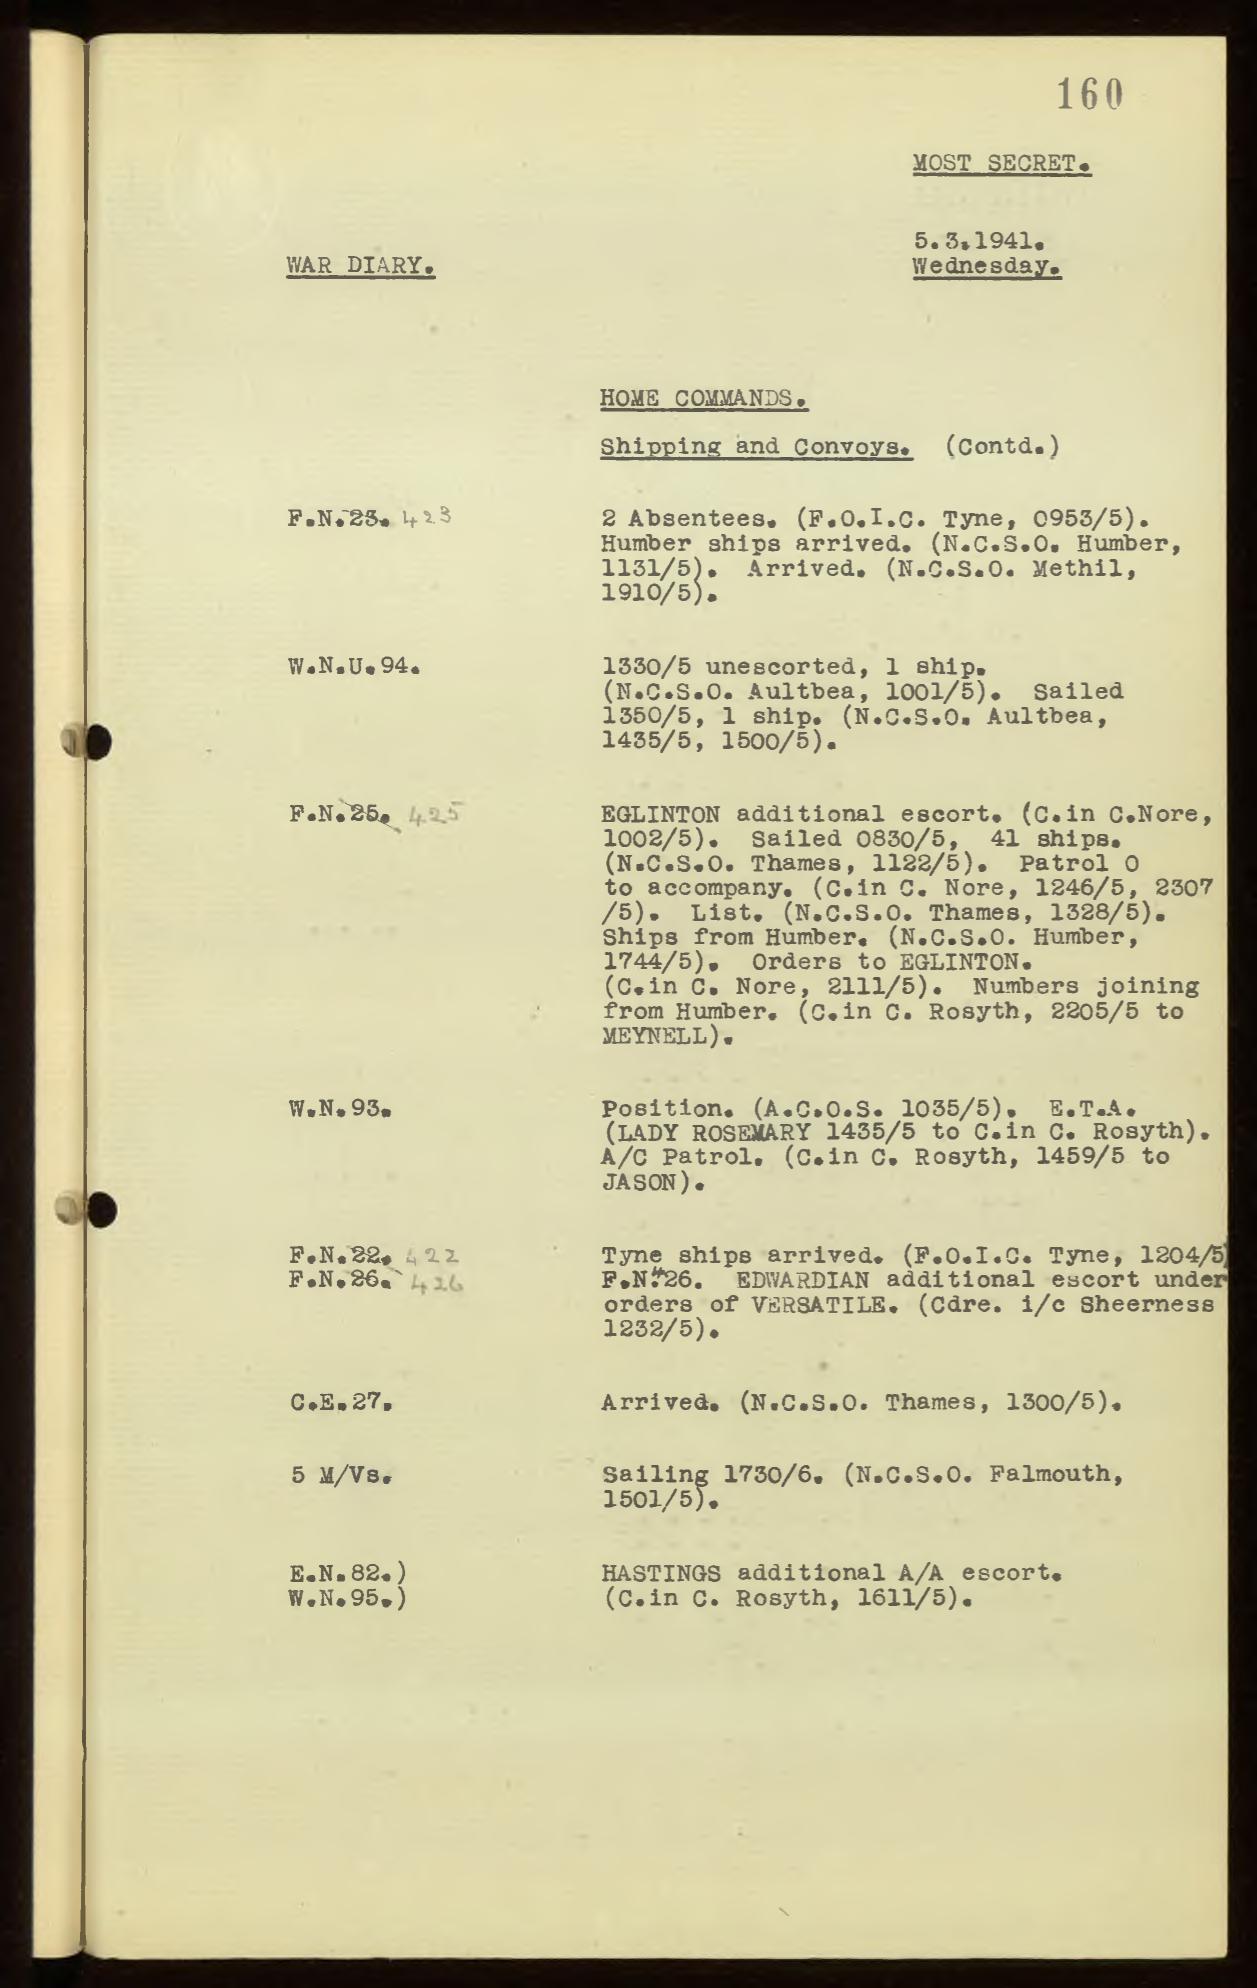 160
MOST SECRET.
5.3.1941.
WAR DIARY. Wednesday.
HOME COMMANDS.
Shipping and Convoys. (Contd.)
F.N.23. 423 2 Absentees. (F.O.I.C. Tyne, 0953/5).
Humber ships arrived. (N.C.S.O. Humber,
1131/5). Arrived. (N.C.S.O. Methil,
1910/5).
W.N.U.94. 1330/5 unescorted, 1 ship.
(N.C.S.O. Aultbea, 1001/5). Sailed
1350/5, 1 ship. (N.C.S.O. Aultbea,
1435/5, 1500/5).
F.N.25. 425 EGLINTON additional escort. (C.in C.Nore,
1002/5). Sailed 0830/5, 41 ships.
(N.C.S.O. Thames, 1122/5). Patrol O
to accompany. (C.in C. Nore, 1246/5, 2307
/5). List. (N.C.S.O. Thames, 1328/5).
Ships from Humber. (N.C.S.O. Humber,
1744/5). Orders to EGLINTON.
(C.in C. Nore, 2111/5). Numbers joining
from Humber. (C.in C. Rosyth, 2205/5 to
MEYNELL).
W.N.93. Position. (A.C.O.S. 1035/5). E.T.A.
(LADY ROSEMARY 1435/5 to C.in C. Rosyth).
A/C Patrol. (C.in C. Rosyth, 1459/5 to
JASON).
F.N.22. 422 Tyne ships arrived. (F.O.I.C. Tyne, 1204/5)
F.N.26. 426 F.N.426. EDWARDIAN additional escort under
orders of VERSATILE. (Cdre. i/c Sheerness
1232/5).
C.E.27. Arrived. (N.C.S.O. Thames, 1300/5).
5 M/Vs. Sailing 1730/6. (N.C.S.O. Falmouth,
1501/5).
E.N.82.) HASTINGS additional A/A escort.
W.N.95.) (C.in C. Rosyth, 1611/5).